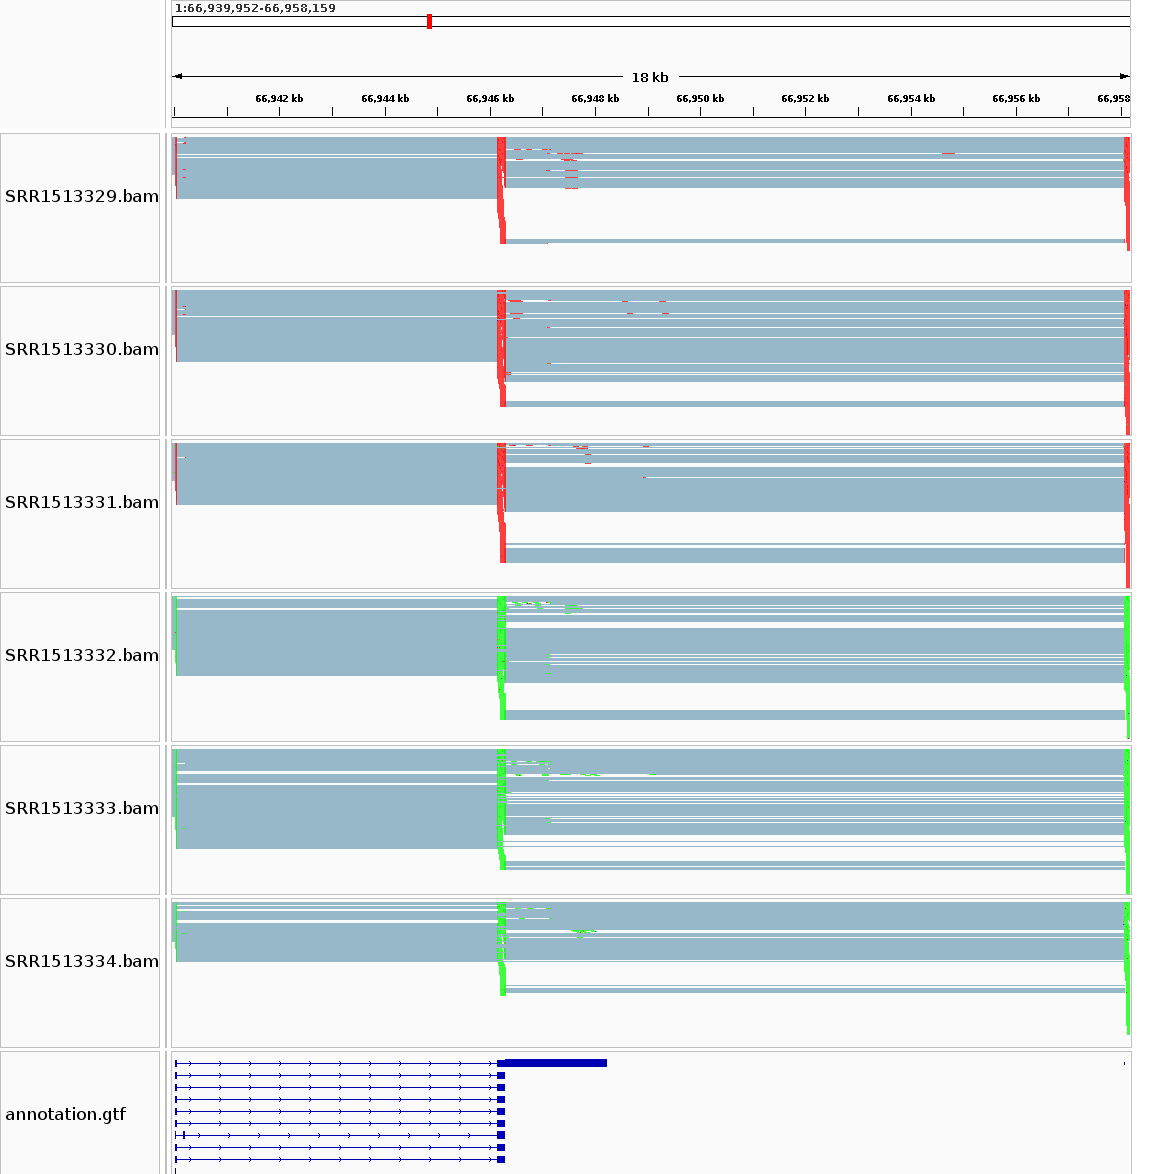 1:66,939,952-66,958,159
18 kb
66,942 kb 66,944 kb 66,946 kb 66,948 kb 66,950 kb 66,952 kb 66,954 kb 66,956 kb 66,958
SRR1513329.bam
SRR1513330.bam
SRR1513331.bam
SRR1513332.bam
SRR1513333.bam
SRR1513334.bam
annotation.gtf